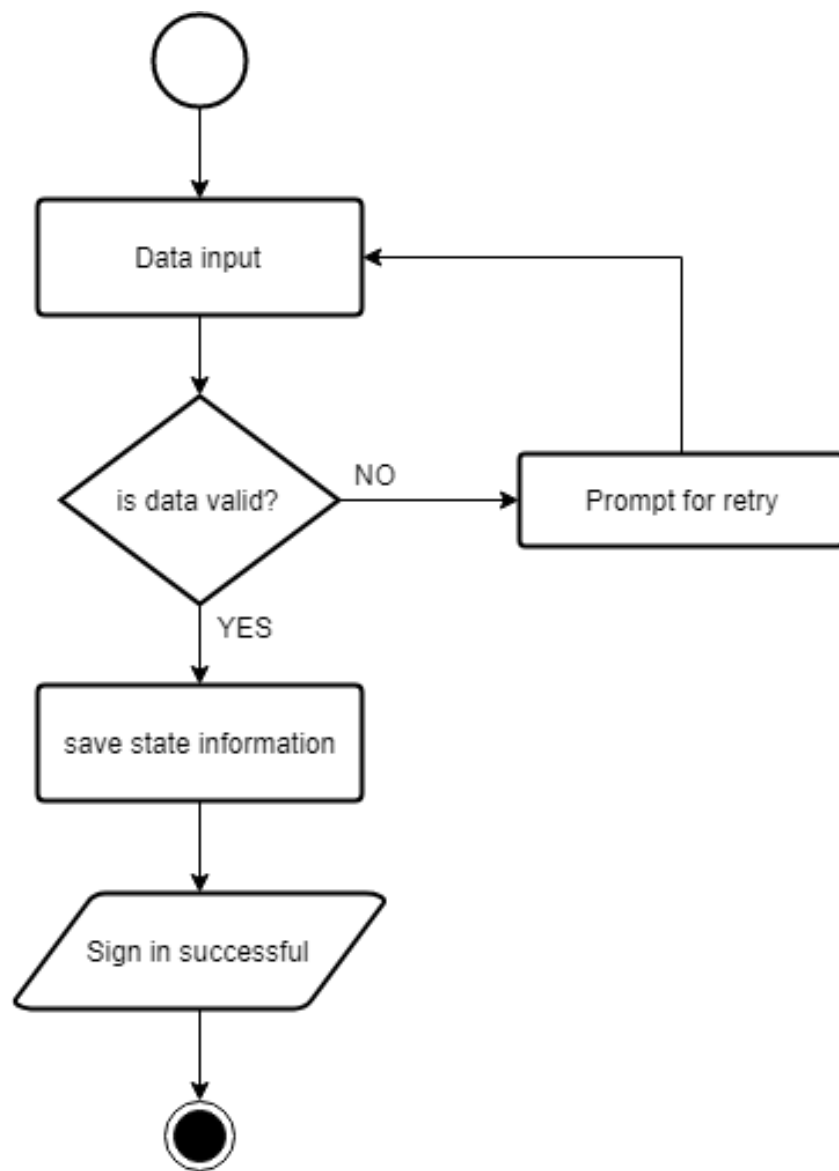 Data input
is data valid?
NO
Prompt for retry
YES
save state information
Sign in successful